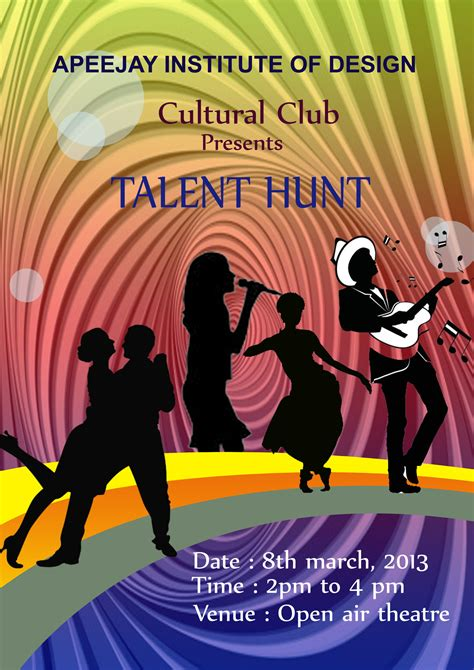 APEEJAY INSTITUTE OF DESIGN
Cultural Club
Presents
TALENT HUNT
Date : 8th march, 2013
Time : 2pm to 4 pm
Venue : Open air theatre